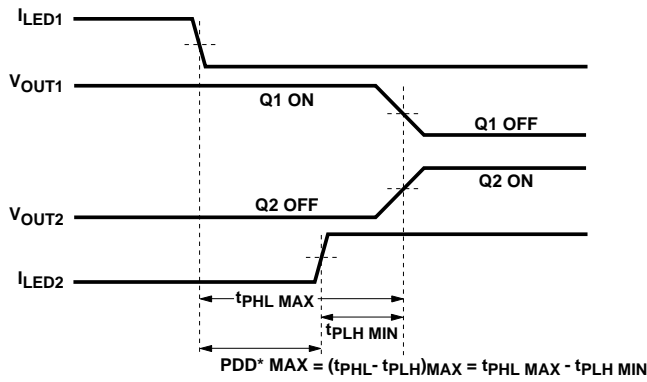 ILED1
VOUT1
Q1 ON
Q1 OFF
Q2 ON
Q2 OFF
VOUT2
ILED2
tPHL MAX
tPLH MIN
PDD* MAX = (tPHL- tPLH)MAX = tPHL MAX - tPLH MIN